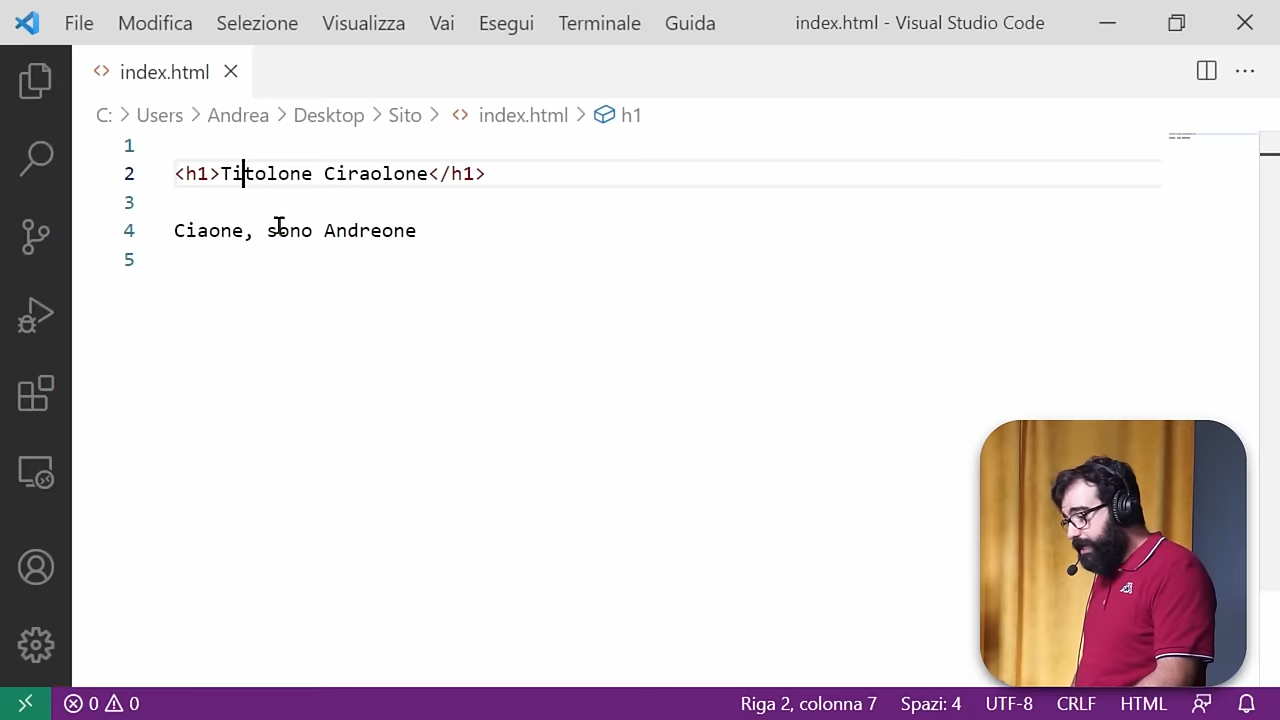 File Modifica Selezione Visualizza Vai Esegui Terminale Guida index.html - Visual Studio Code
index.html
C: > Users > Andrea > Desktop > Sito > index.html > h1
1
2 <h1>Titolone Ciraolone</h1>
3
4 Ciaone, sono Andreone
5
0 0 Riga 2, colonna 7 Spazi: 4 UTF-8 CRLF HTML